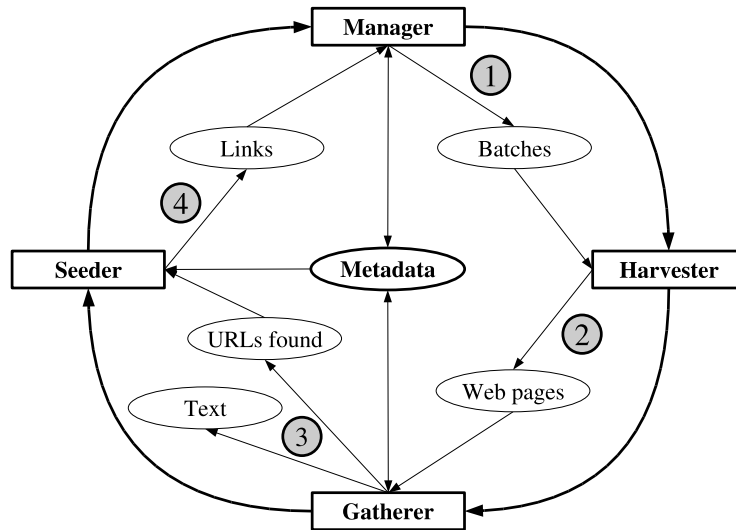 Manager
1
Links
Batches
4
Seeder
Metadata
Harvester
URLs found
2
Web pages
Text
3
Gatherer